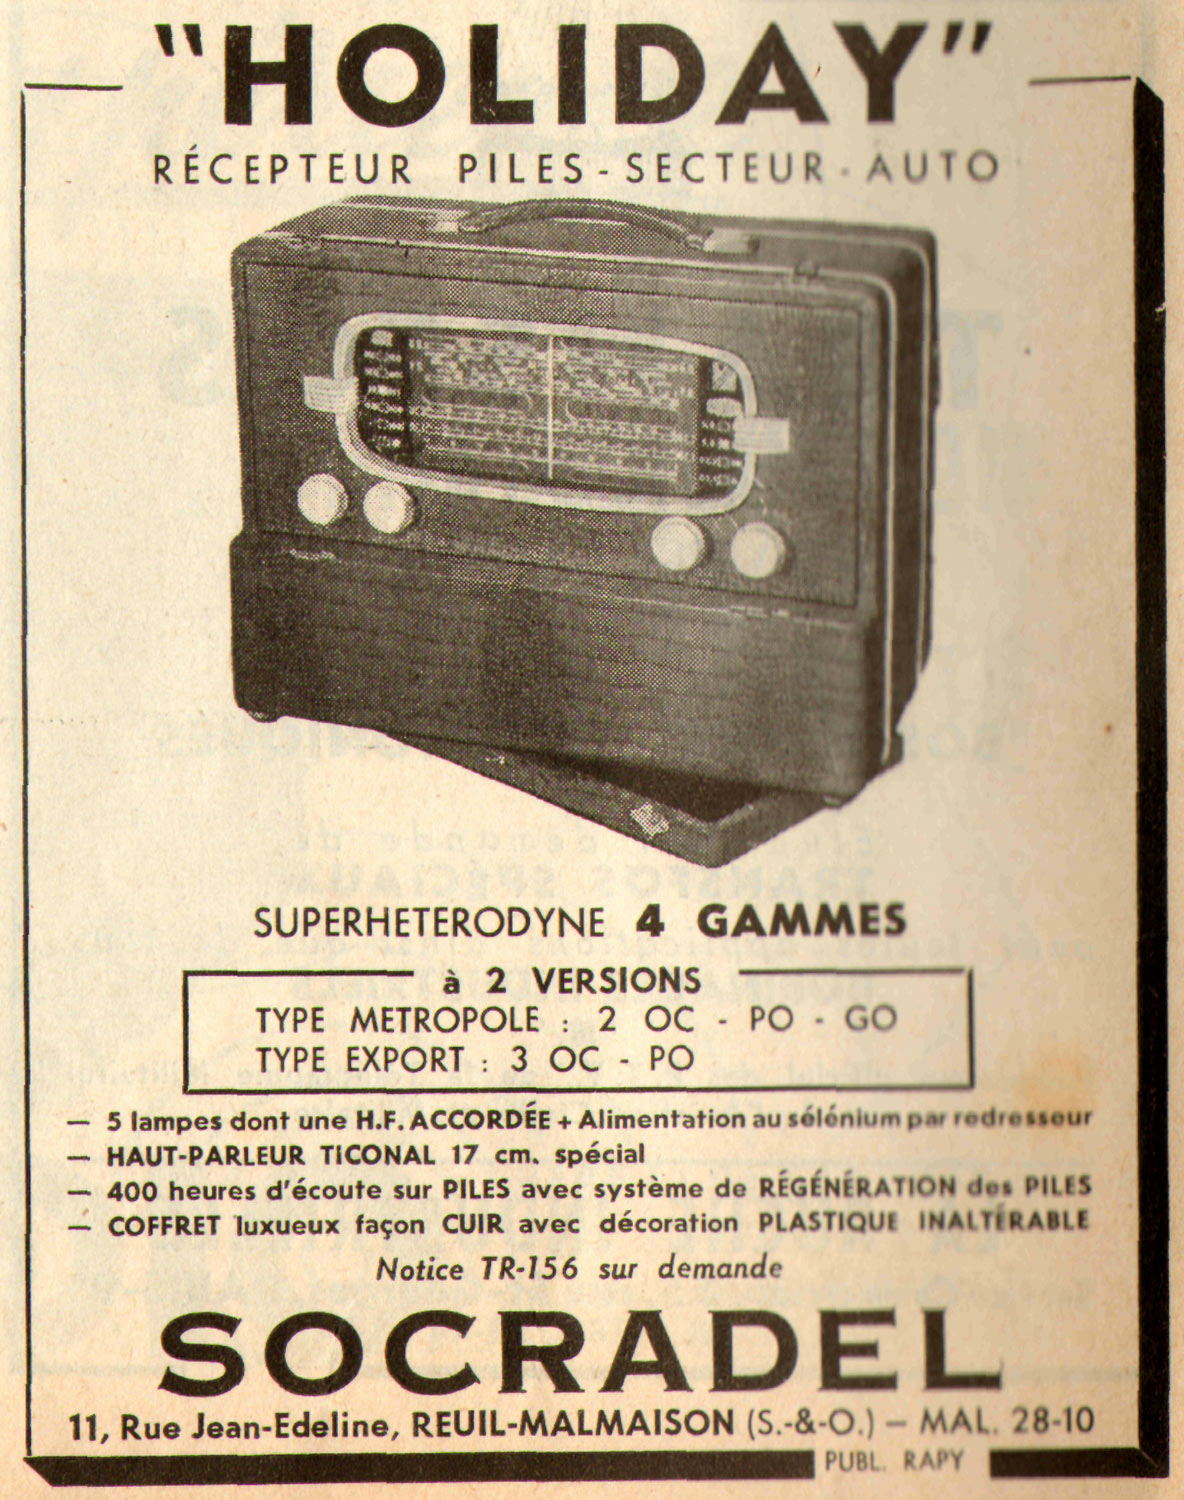 "HOLIDAY"
RÉCEPTEUR PILES-SECTEUR-AUTO
SUPERHETERODYNE 4 GAMMES
à 2 VERSIONS
TYPE METROPOLE : 2 OC - PO - GO
TYPE EXPORT : 3 OC - PO
— 5 lampes dont une H.F. ACCORDÉE + Alimentation au sélénium par redresseur
— HAUT-PARLEUR TICONAL 17 cm. spécial
— 400 heures d'écoute sur PILES avec système de RÉGÉNÉRATION des PILES
— COFFRET luxueux façon CUIR avec décoration PLASTIQUE INALTÉRABLE
Notice TR-156 sur demande
SOCRADEL
11, Rue Jean-Edeline, REUIL-MALMAISON (S.-&-O.) — MAL. 28-10
PUBL. RAPY